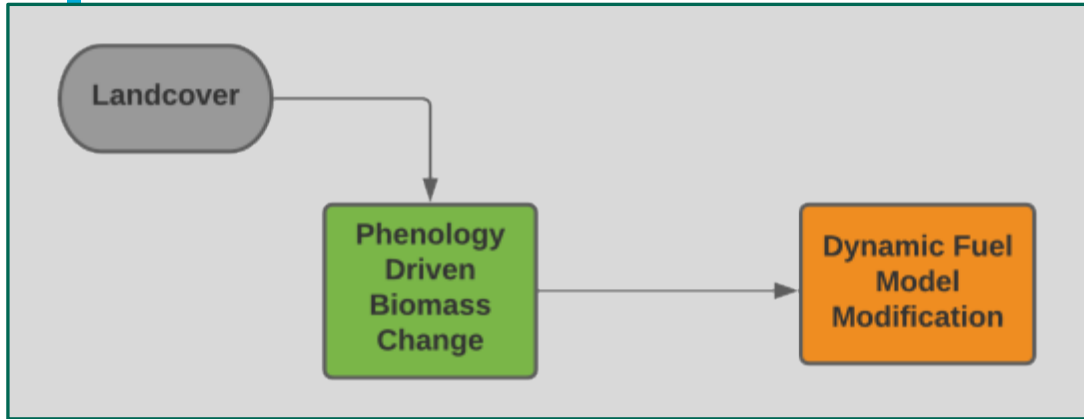 Landcover
Phenology
Driven
Biomass
Change
Dynamic Fuel
Model
Modification